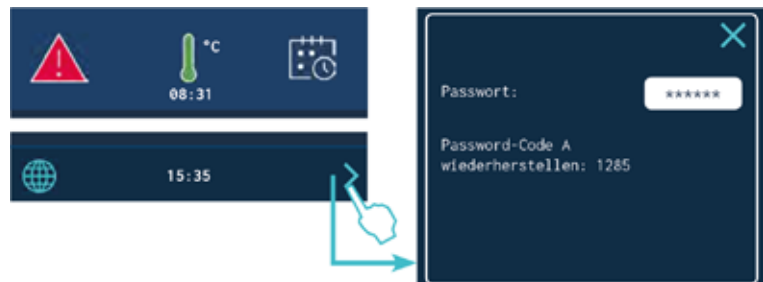 °C
08:31
15:35
Passwort:
******
Password-Code A
wiederherstellen: 1285